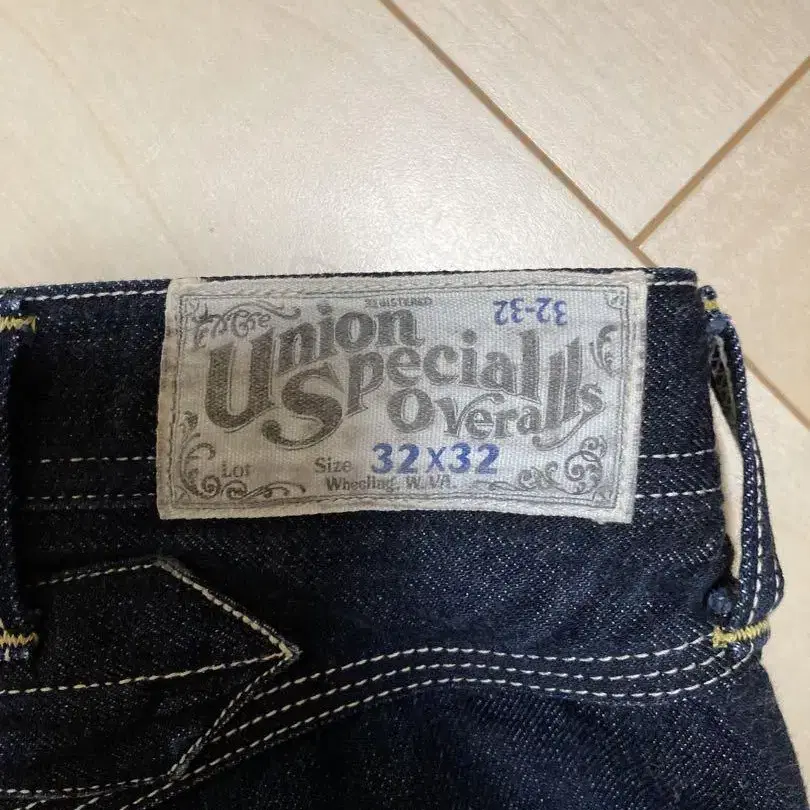 REGISTERED
32-32
Union
Special
Overalls
Lot Size 32x32
Wheeling, W. VA.